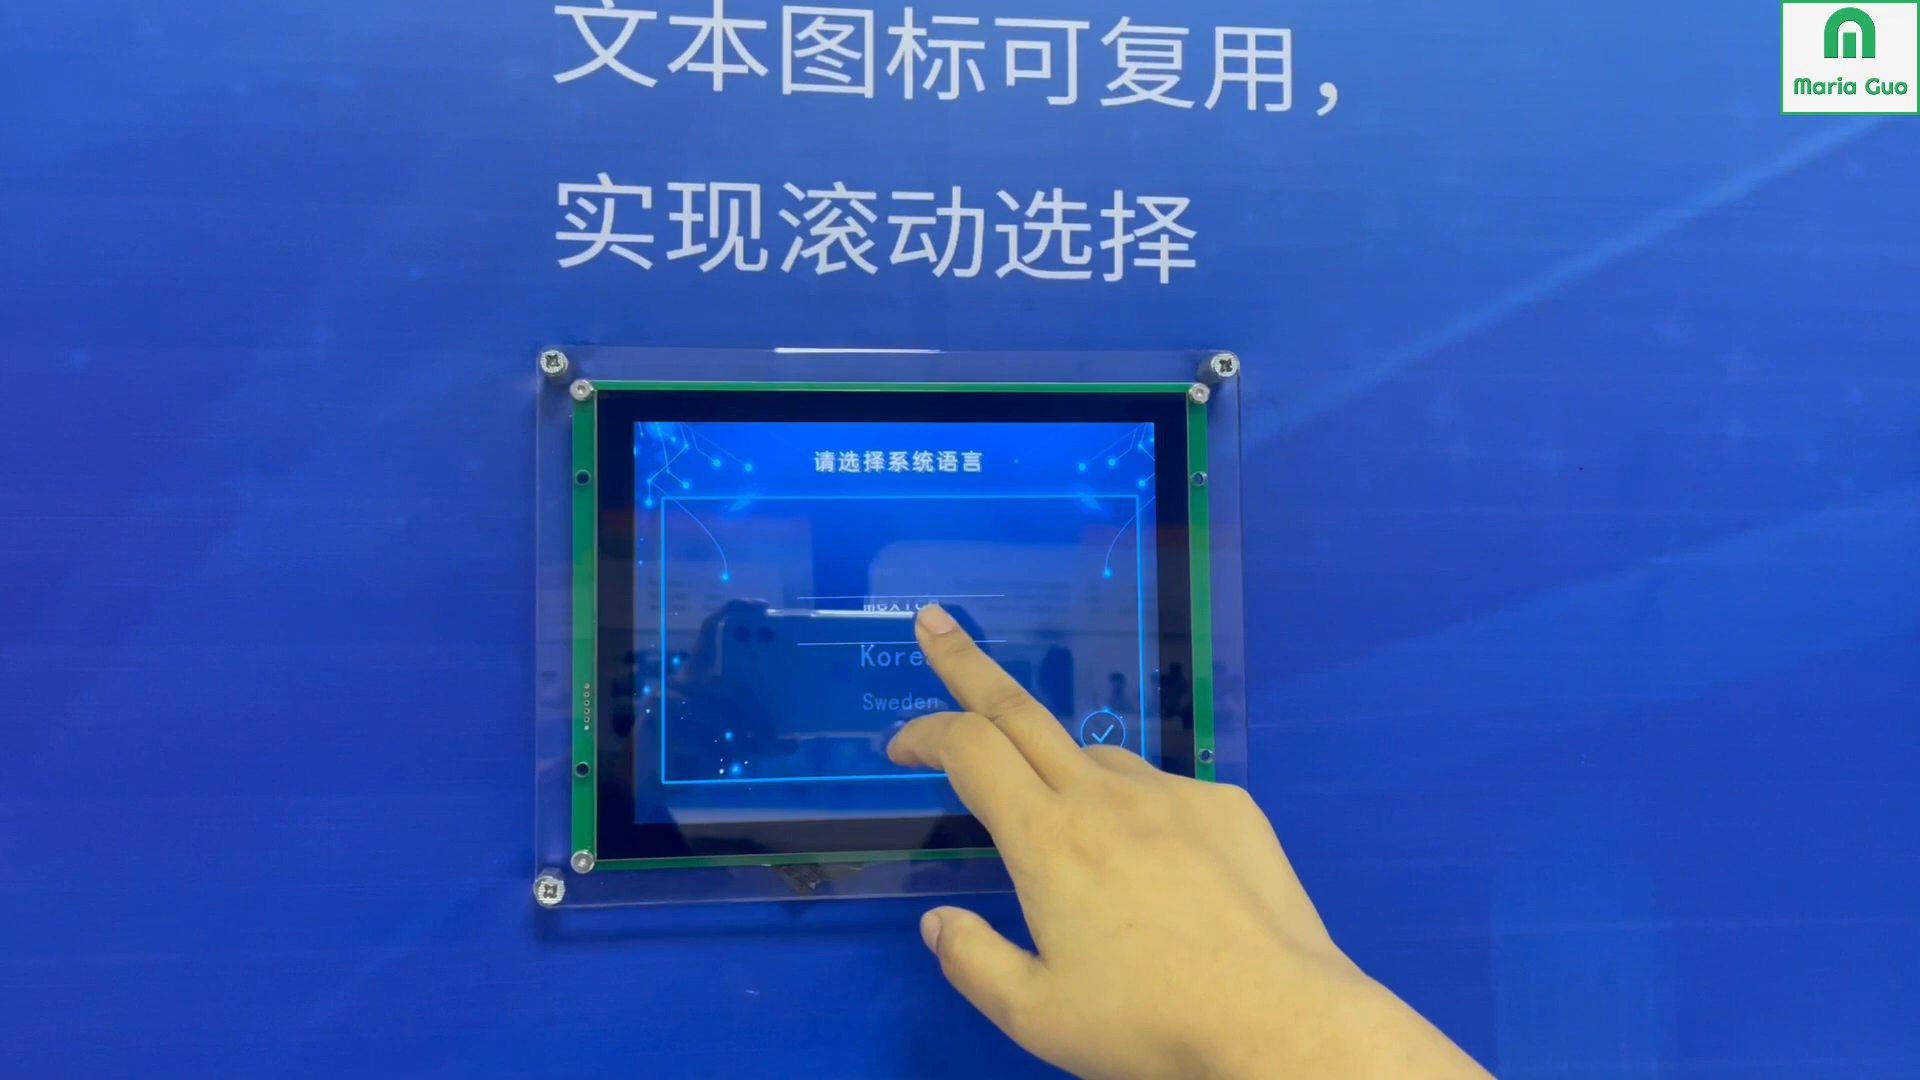 文本图标可复用，
实现滚动选择
Maria Guo
请选择系统语言
Korea
Sweden